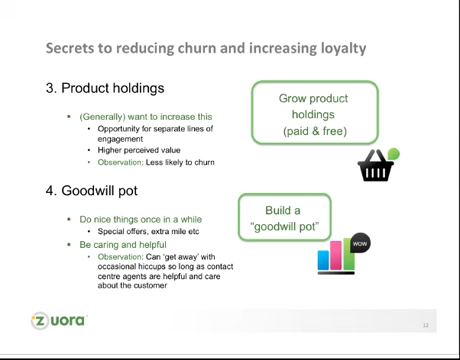 Secrets to reducing churn and increasing loyalty
3. Product holdings
(Generally) want to increase this
Opportunity for separate lines of
engagement
Higher perceived value
Observation: Less likely to churn
Grow product
holdings
(paid & free)
4. Goodwill pot
Do nice things once in a while
Special offers, extra mile etc
Be caring and helpful
Observation: Can 'get away' with
occasional hiccups so long as contact
centre agents are helpful and care
about the customer
Build a
"goodwill pot"
WOW
zuora
12